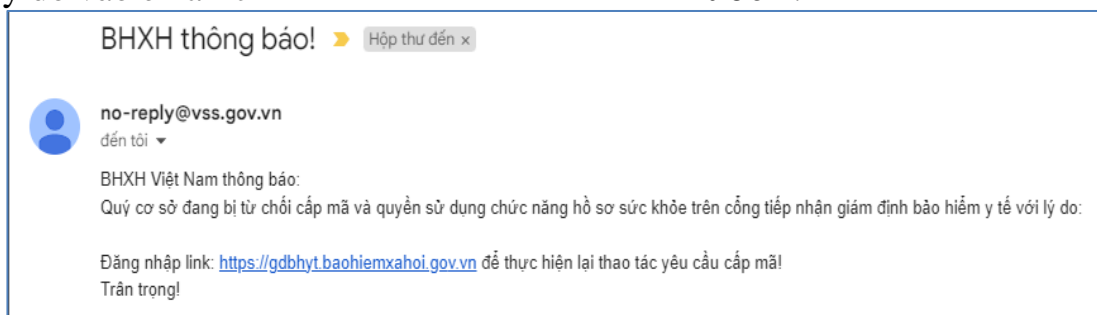 BHXH thông báo! Hộp thư đến ×
no-reply@vss.gov.vn
đến tôi
BHXH Việt Nam thông báo:
Quý cơ sở đang bị từ chối cấp mã và quyền sử dụng chức năng hồ sơ sức khỏe trên cổng tiếp nhận giám định bảo hiểm y tế với lý do:
Đăng nhập link: https://gdbhyt.baohiemxahoi.gov.vn để thực hiện lại thao tác yêu cầu cấp mã!
Trân trọng!